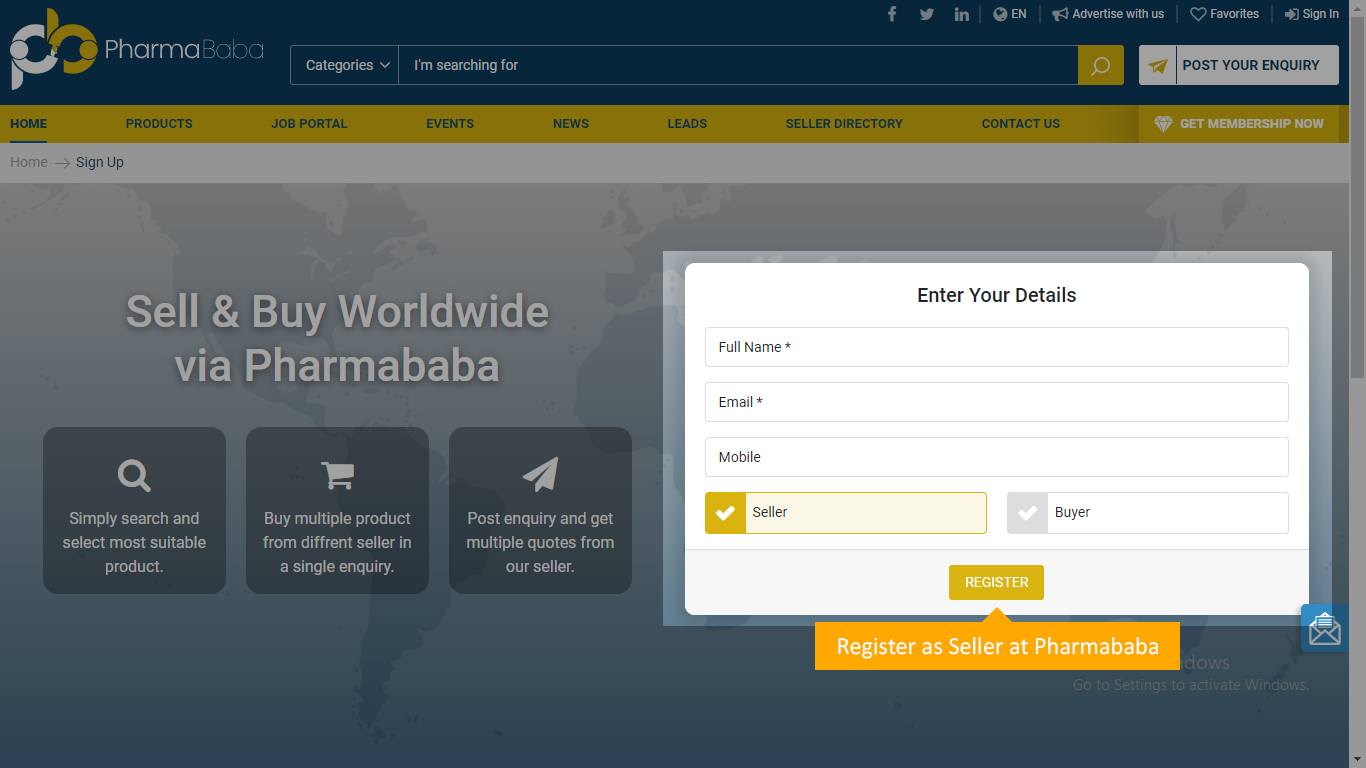 EN
Advertise with us
Favorites
Sign In
PharmaBaba
Categories
I'm searching for
POST YOUR ENQUIRY
HOME
PRODUCTS
JOB PORTAL
EVENTS
NEWS
LEADS
SELLER DIRECTORY
CONTACT US
GET MEMBERSHIP NOW
Home
Sign Up
Sell & Buy Worldwide
via Pharmababa
Simply search and
select most suitable
product.
Buy multiple product
from diffrent seller in
a single enquiry.
Post enquiry and get
multiple quotes from
our seller.
Enter Your Details
Full Name *
Email *
Mobile
Seller
Buyer
REGISTER
Register as Seller at Pharmababa
Go to Settings to activate Windows.